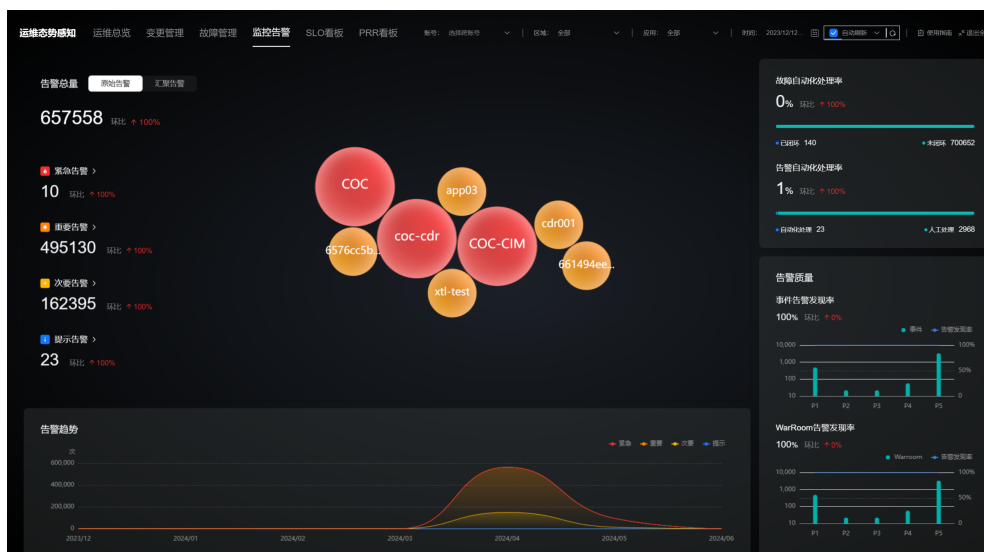 运维态势感知 运维总览 变更管理 故障管理 监控告警 SLO看板 PRR看板 账号: 选择跨账号 区域: 全部 应用: 全部 时间: 2023/12/12... 自动刷新 使用指南 退出全
告警总量 原始告警 汇聚告警
657558 环比 ↑ 100%
紧急告警 >
10 环比 ↑ 100%
重要告警 >
495130 环比 ↑ 100%
次要告警 >
162395 环比 ↑ 100%
提示告警 >
23 环比 ↑ 100%
COC
app03
coc-cdr
COC-CIM
cdr001
6576cc5b...
661494ee...
xtl-test
故障自动化处理率
0% 环比 ↑ 100%
已闭环 140 未闭环 700652
告警自动化处理率
1% 环比 ↑ 100%
自动化处理 23 人工处理 2968
告警质量
事件告警发现率
100% 环比 ↑ 0%
事件 告警发现率
10,000 100%
1,000
100 50%
10 0
P1 P2 P3 P4 P5
WarRoom告警发现率
100% 环比 ↑ 0%
Warroom 告警发现率
10,000 100%
1,000
100 50%
10 0
P1 P2 P3 P4 P5
告警趋势
次
紧急 重要 次要 提示
600,000
400,000
200,000
0
2023/12 2024/01 2024/02 2024/03 2024/04 2024/05 2024/06